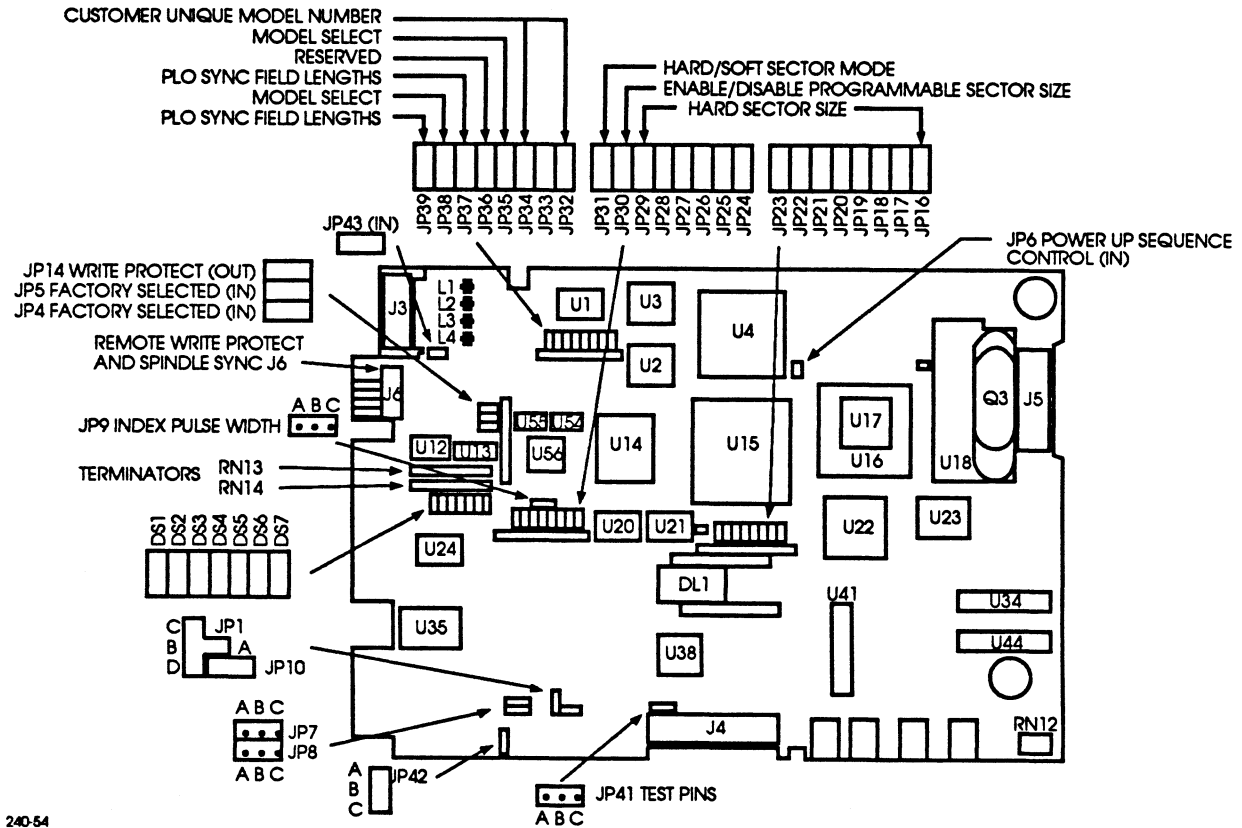 CUSTOMER UNIQUE MODEL NUMBER
MODEL SELECT
RESERVED
PLO SYNC FIELD LENGTHS
MODEL SELECT
PLO SYNC FIELD LENGTHS
HARD/SOFT SECTOR MODE
ENABLE/DISABLE PROGRAMMABLE SECTOR SIZE
HARD SECTOR SIZE
JP39
JP38
JP37
JP36
JP35
JP34
JP33
JP32
JP31
JP30
JP29
JP28
JP27
JP26
JP25
JP24
JP23
JP22
JP21
JP20
JP19
JP18
JP17
JP16
JP43 (IN)
JP6 POWER UP SEQUENCE
CONTROL (IN)
JP14 WRITE PROTECT (OUT)
JP5 FACTORY SELECTED (IN)
JP4 FACTORY SELECTED (IN)
J3
L1
L2
L3
L4
U1
U3
U4
U2
REMOTE WRITE PROTECT
AND SPINDLE SYNC J6
J6
A B C
JP9 INDEX PULSE WIDTH
U55
U54
U12
U13
U56
U14
U15
U17
U16
U18
Q3
J5
TERMINATORS
RN13
RN14
DS1
DS2
DS3
DS4
DS5
DS6
DS7
U20
U21
U22
U23
U24
DL1
U41
U34
U44
U35
U38
C
JP1
B
A
D
JP10
A B C
JP7
JP8
A B C
A
B
C
JP42
J4
RN12
JP41 TEST PINS
A B C
240-54